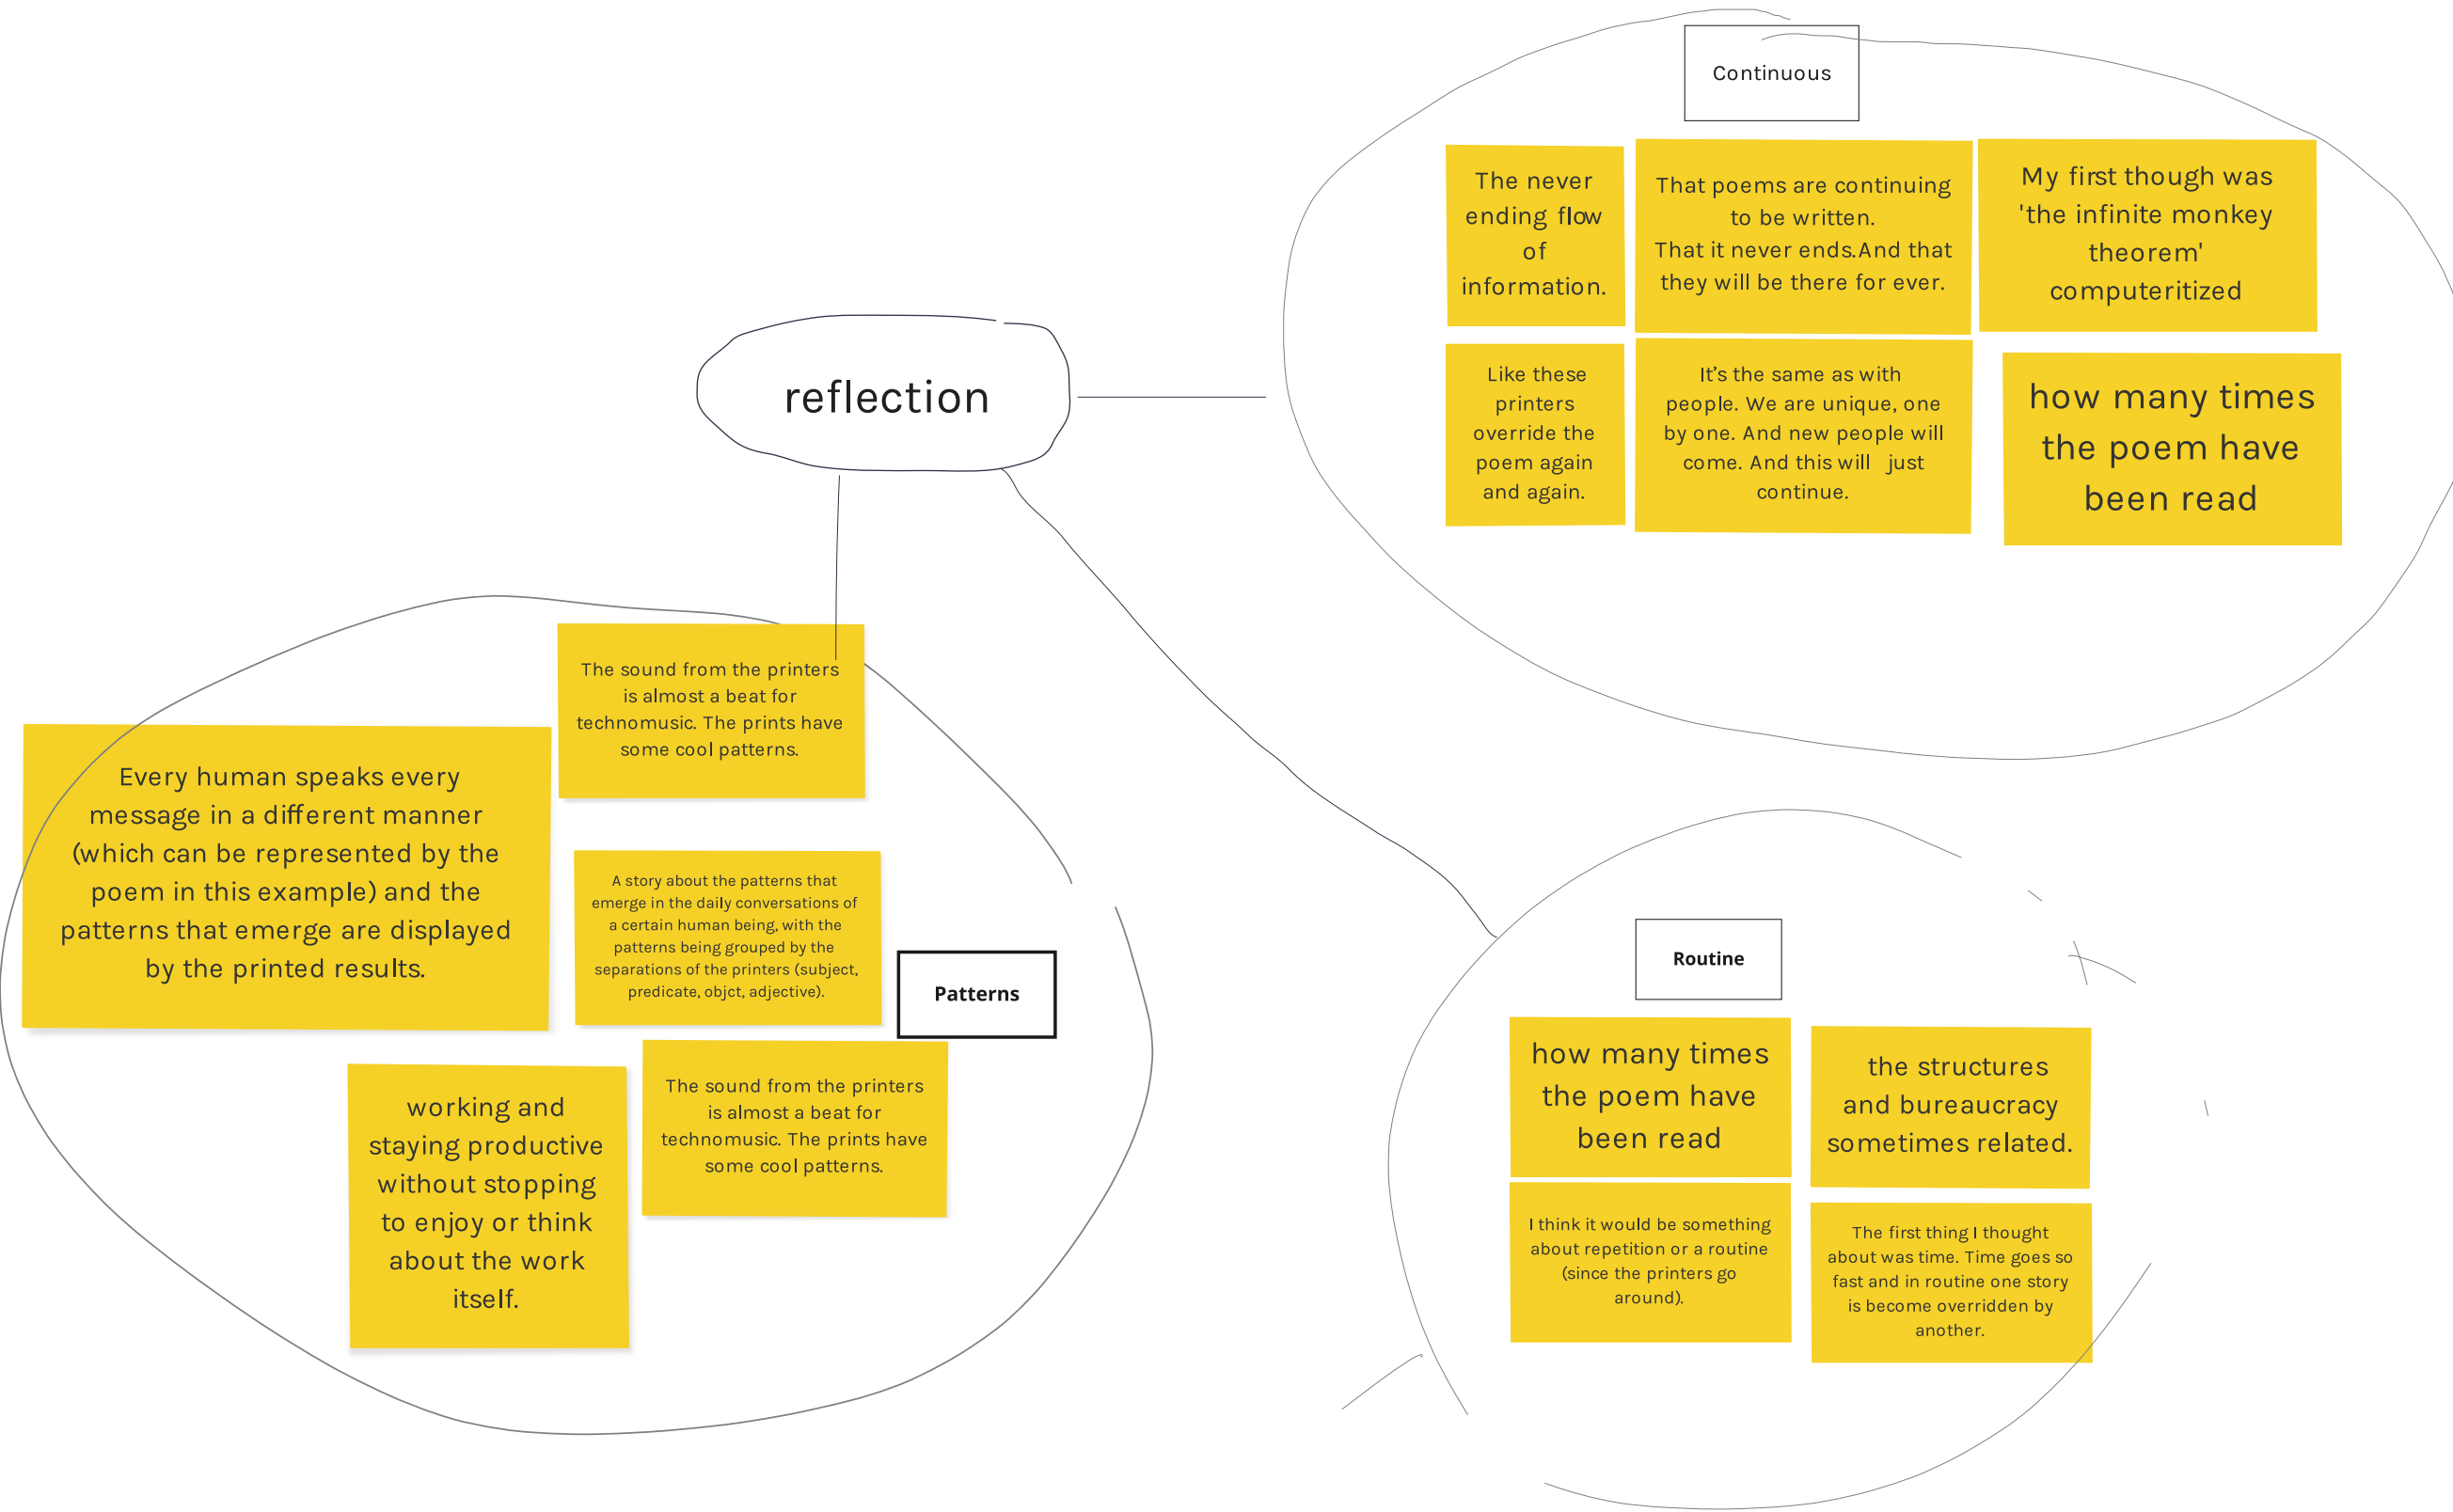 Continuous
The never
ending flow
of
information.
That poems are continuing
to be written.
That it never ends.And that
they will be there for ever.
My first though was
'the infinite monkey
theorem'
computeritized
Like these
printers
override the
poem again
and again.
It's the same as with
people. We are unique, one
by one. And new people will
come. And this will just
continue.
how many times
the poem have
been read
reflection
The sound from the printers
is almost a beat for
technomusic. The prints have
some cool patterns.
Every human speaks every
message in a different manner
(which can be represented by the
poem in this example) and the
patterns that emerge are displayed
by the printed results.
A story about the patterns that
emerge in the daily conversations of
a certain human being, with the
patterns being grouped by the
separations of the printers (subject,
predicate, objct, adjective).
Patterns
working and
staying productive
without stopping
to enjoy or think
about the work
itself.
The sound from the printers
is almost a beat for
technomusic. The prints have
some cool patterns.
Routine
how many times
the poem have
been read
the structures
and bureaucracy
sometimes related.
I think it would be something
about repetition or a routine
(since the printers go
around).
The first thing I thought
about was time. Time goes so
fast and in routine one story
is become overridden by
another.